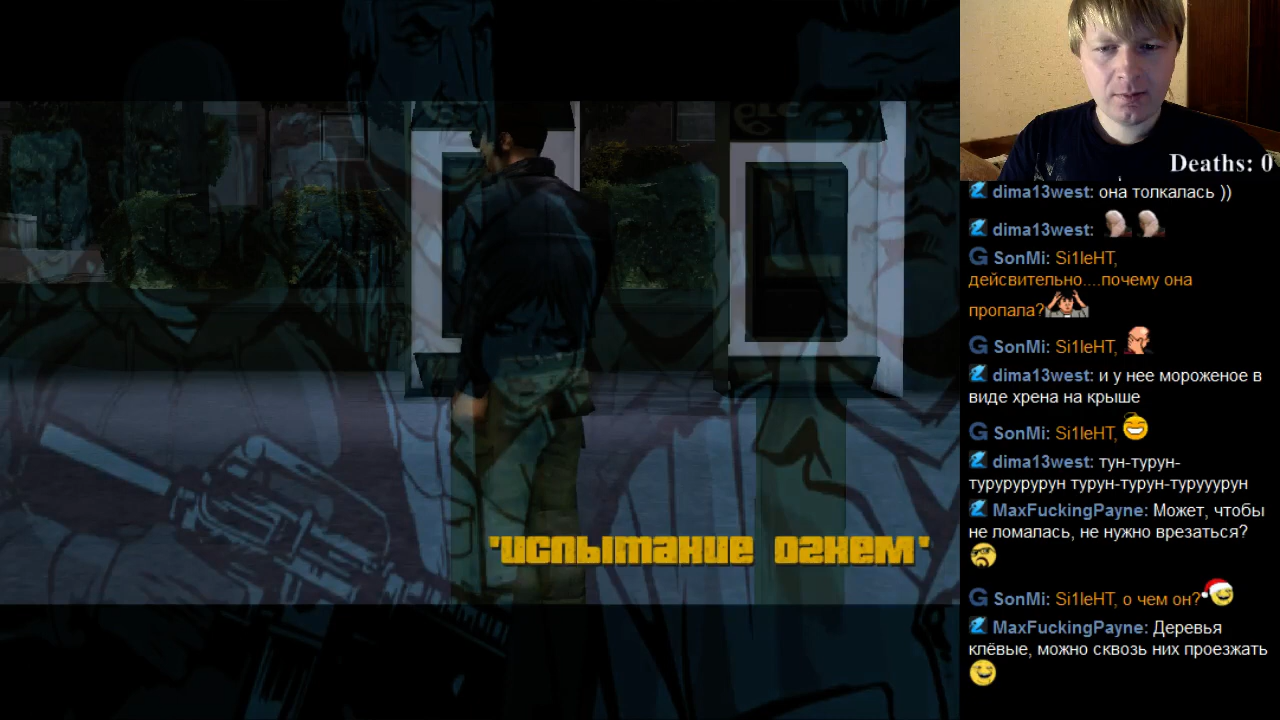 Deaths: 0
dima13west: она толкалась ))
dima13west:
SonMi: Si1leHT,
дейсвительно....почему она
пропала?
SonMi: Si1leHT,
dima13west: и у нее мороженое в
виде хрена на крыше
SonMi: Si1leHT,
dima13west: тун-турун-
турурурурун турун-турун-турууурун
MaxFuckingPayne: Может, чтобы
не ломалась, не нужно врезаться?
SonMi: Si1leHT, о чем он?
MaxFuckingPayne: Деревья
клёвые, можно сквозь них проезжать
'испытание огнем'